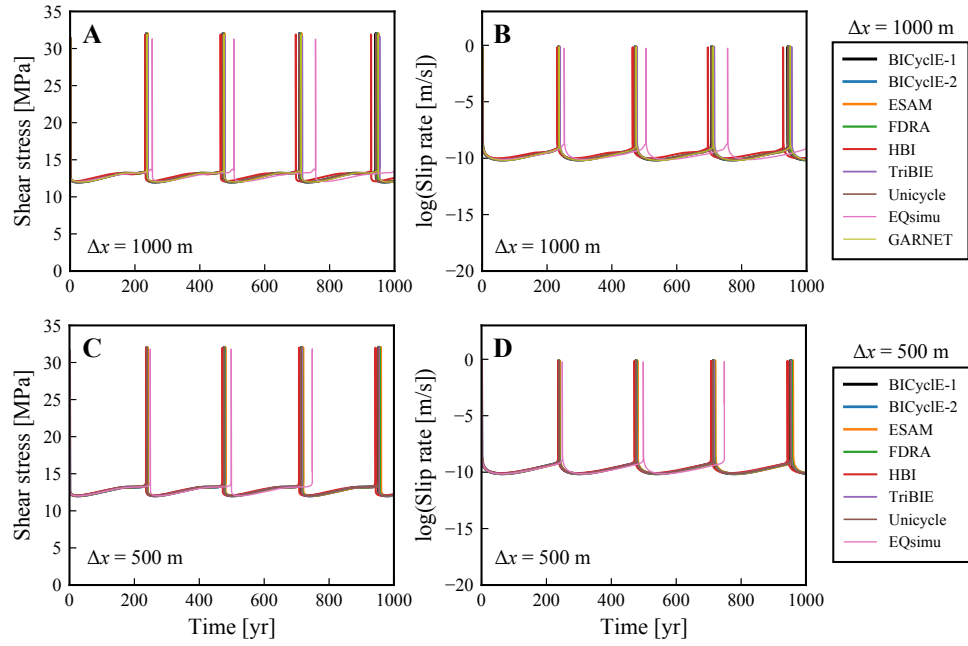 A
Shear stress [MPa]
35
30
25
20
15
10
5
0
Δx = 1000 m
0
200
400
600
800
1000
B
log(Slip rate [m/s])
0
−5
−10
−15
−20
Δx = 1000 m
0
200
400
600
800
1000
Δx = 1000 m
BICyclE-1
BICyclE-2
ESAM
FDRA
HBI
TriBIE
Unicycle
EQsimu
GARNET
C
Shear stress [MPa]
35
30
25
20
15
10
5
0
Δx = 500 m
0
200
400
600
800
1000
Time [yr]
D
log(Slip rate [m/s])
0
−5
−10
−15
−20
Δx = 500 m
0
200
400
600
800
1000
Time [yr]
Δx = 500 m
BICyclE-1
BICyclE-2
ESAM
FDRA
HBI
TriBIE
Unicycle
EQsimu